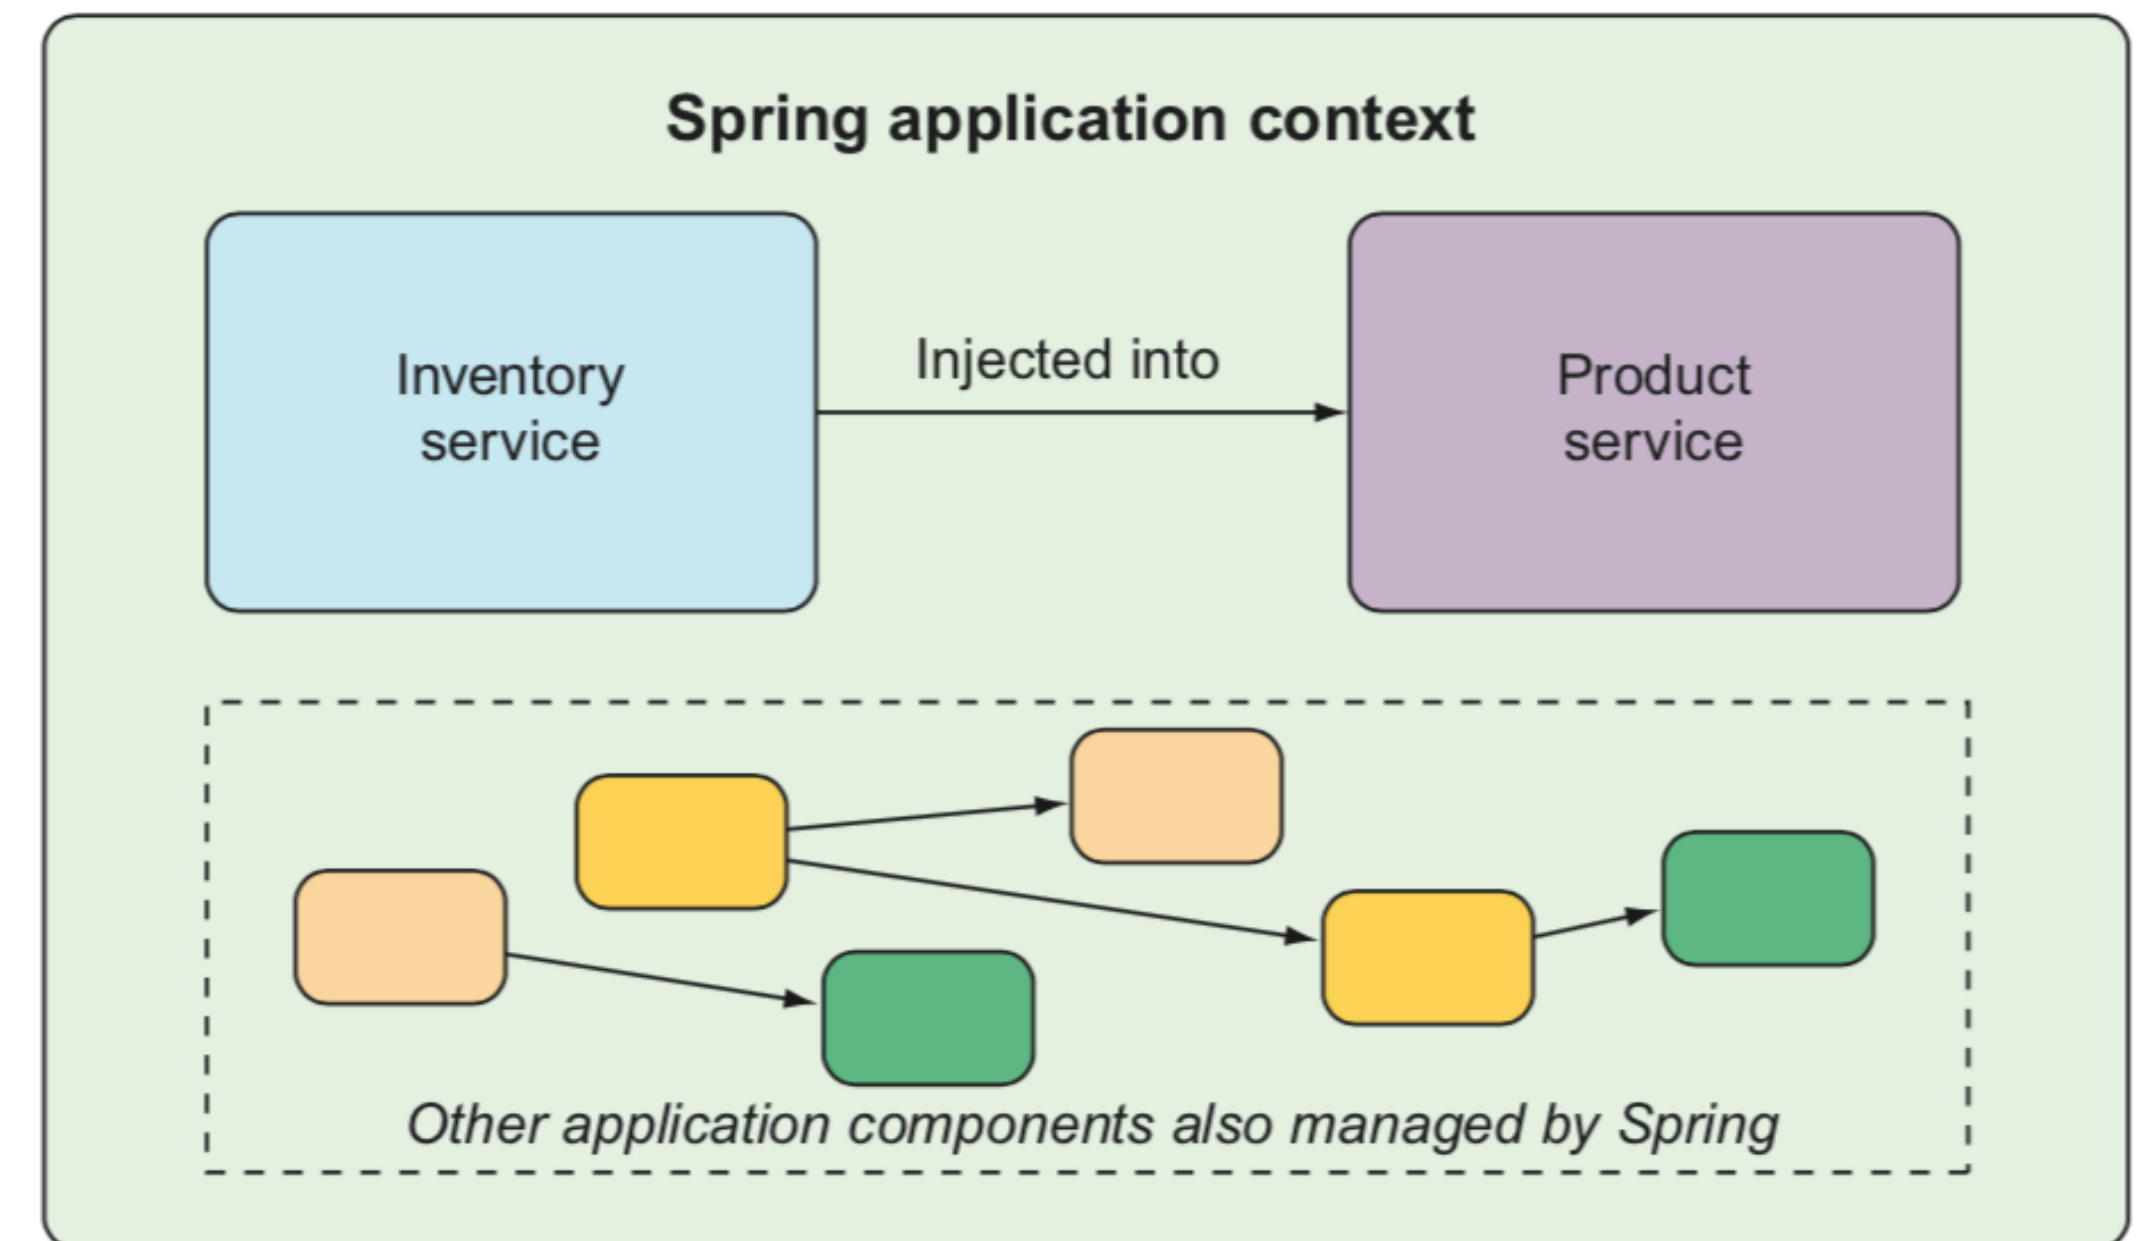 Spring application context
Inventory
service
Injected into
Product
service
Other application components also managed by Spring